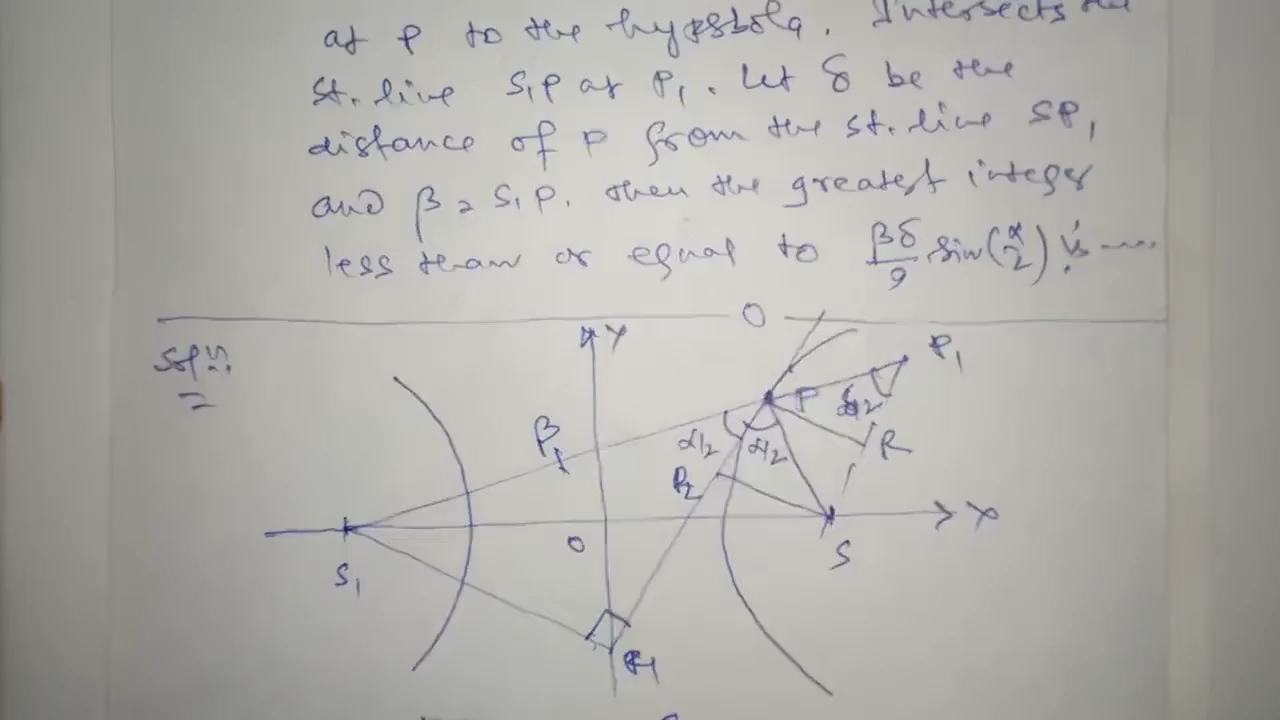 at P to the hyperbola. Intersects the
St. line S₁P at P₁. Let δ be the
distance of P from the st. line SP₁
and β = S₁P. then the greatest integer
less than or equal to βδ/9 sin(α/2) is ....
Solⁿ:
Y
P₁
P
β
α/2
α/2
R
P₂
X
O
S
S₁